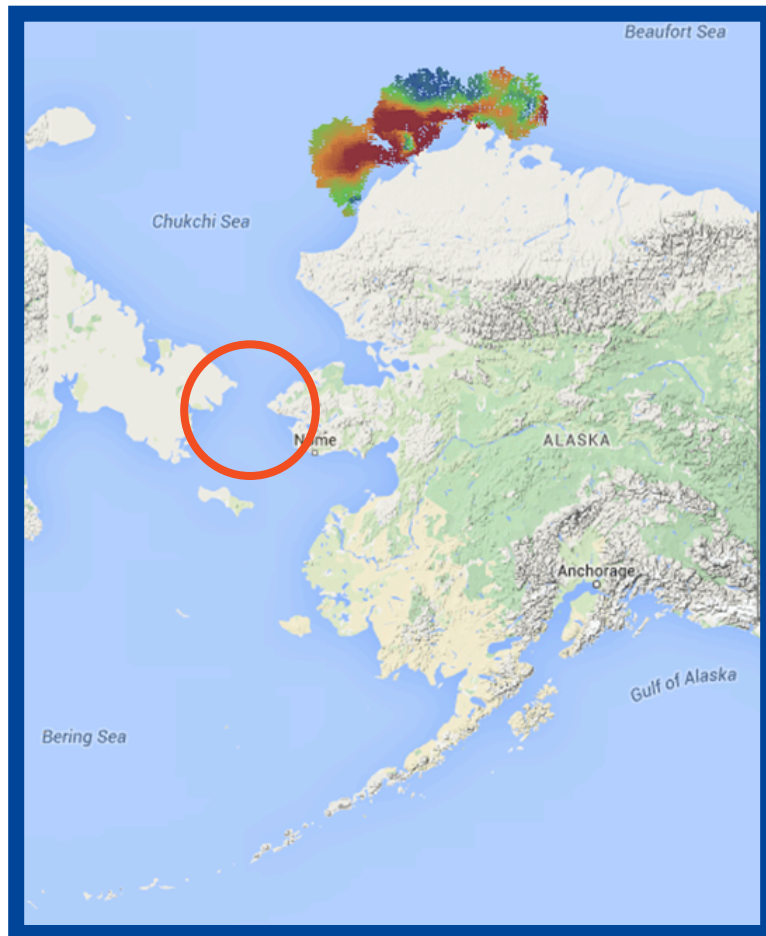 Beaufort Sea
Chukchi Sea
Nome
ALASKA
Anchorage
Gulf of Alaska
Bering Sea